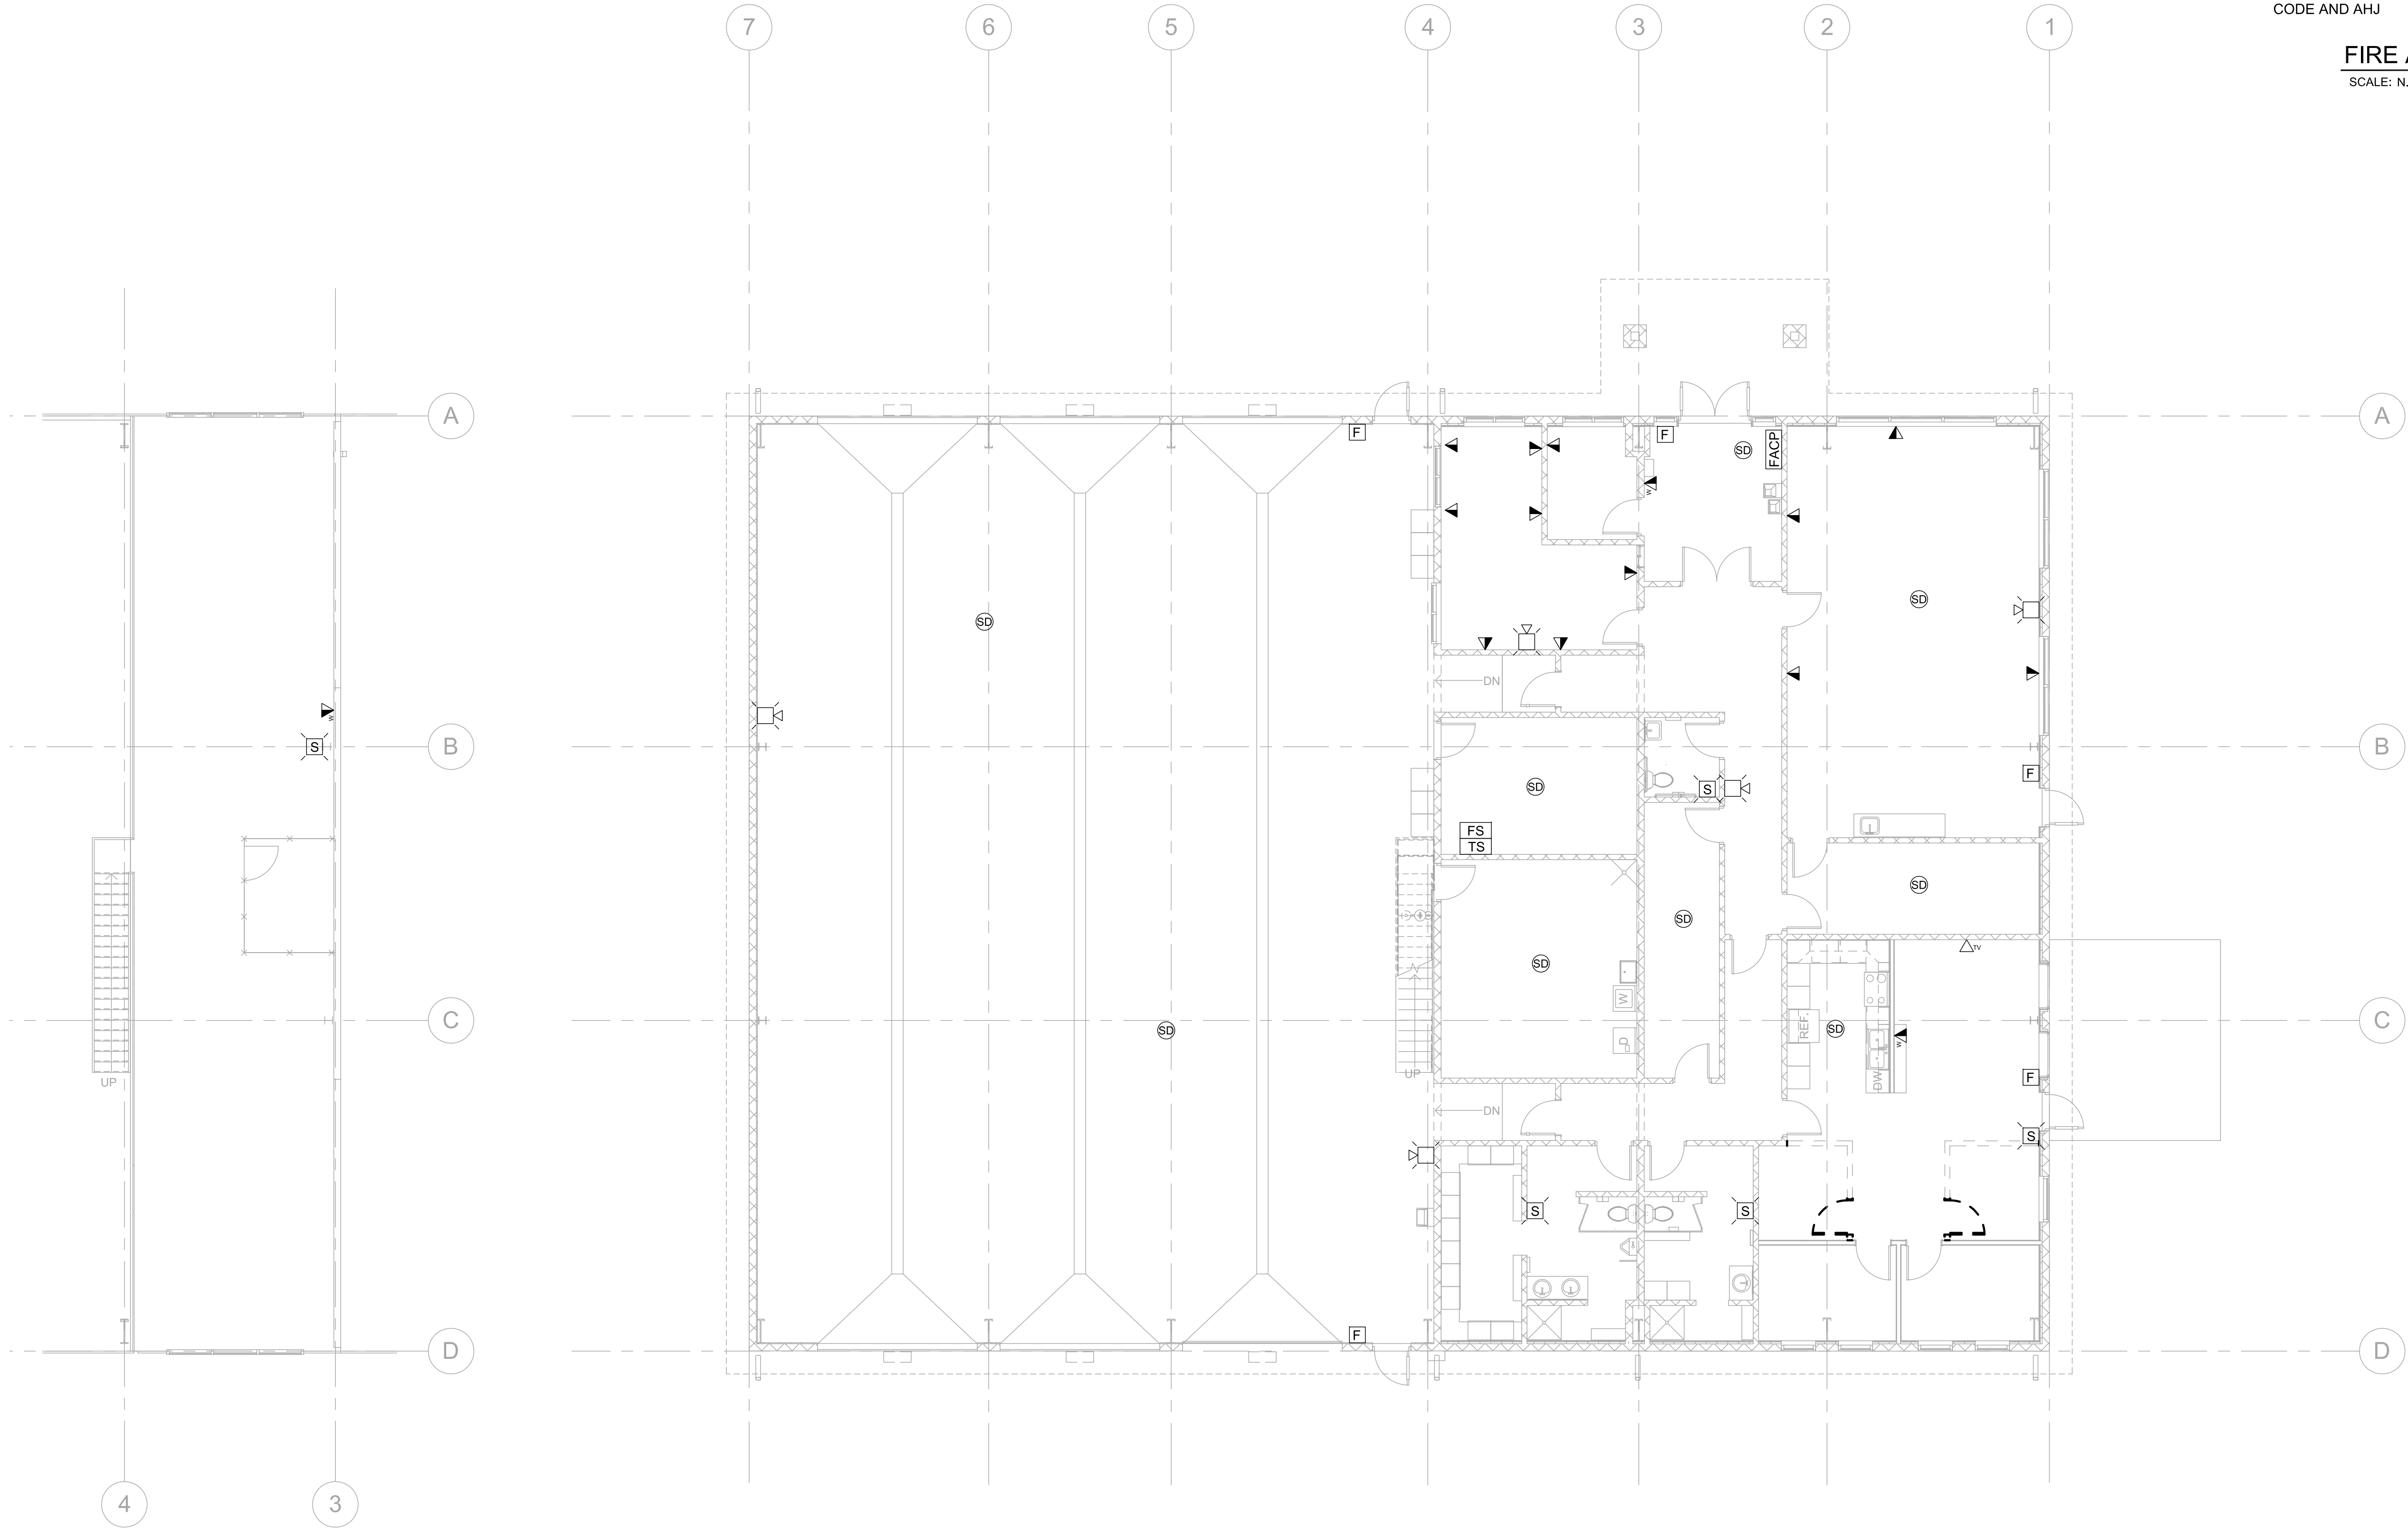 CODE AND AHJ
FIRE A
SCALE: N.
7 6 5 4 3 2 1
A A
F F SD FACP
W
SD SD
DN
W
B S B
F
SD S
FS
TS
SD
SD
TV
SD
W
C SD D REF. SD W DW C
UP UP F
DN
S
S S
F
D D
4 3